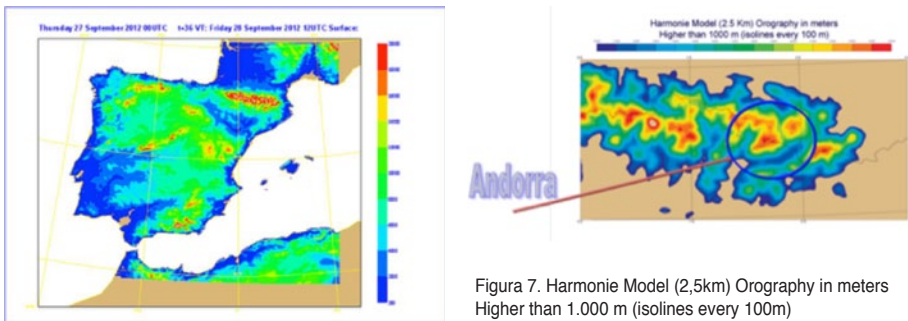 Thursday 27 September 2012 00UTC t+36 VT: Friday 28 September 2012 12UTC Surface:
Harmonie Model (2.5 Km) Orography in meters
Higher than 1000 m (isolines every 100 m)
Andorra
Figura 7. Harmonie Model (2,5km) Orography in meters
Higher than 1.000 m (isolines every 100m)